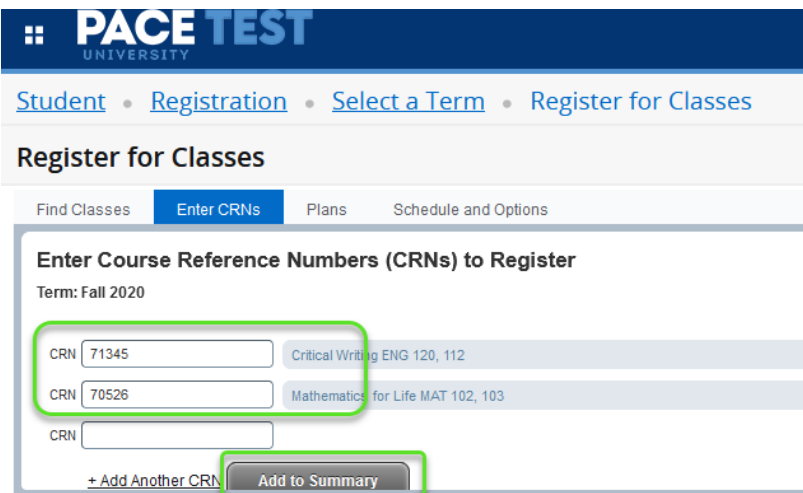 PACE TEST
UNIVERSITY
Student • Registration • Select a Term • Register for Classes
Register for Classes
Find Classes Enter CRNs Plans Schedule and Options
Enter Course Reference Numbers (CRNs) to Register
Term: Fall 2020
CRN 71345 Critical Writing ENG 120, 112
CRN 70526 Mathematics for Life MAT 102, 103
CRN
+ Add Another CRN Add to Summary